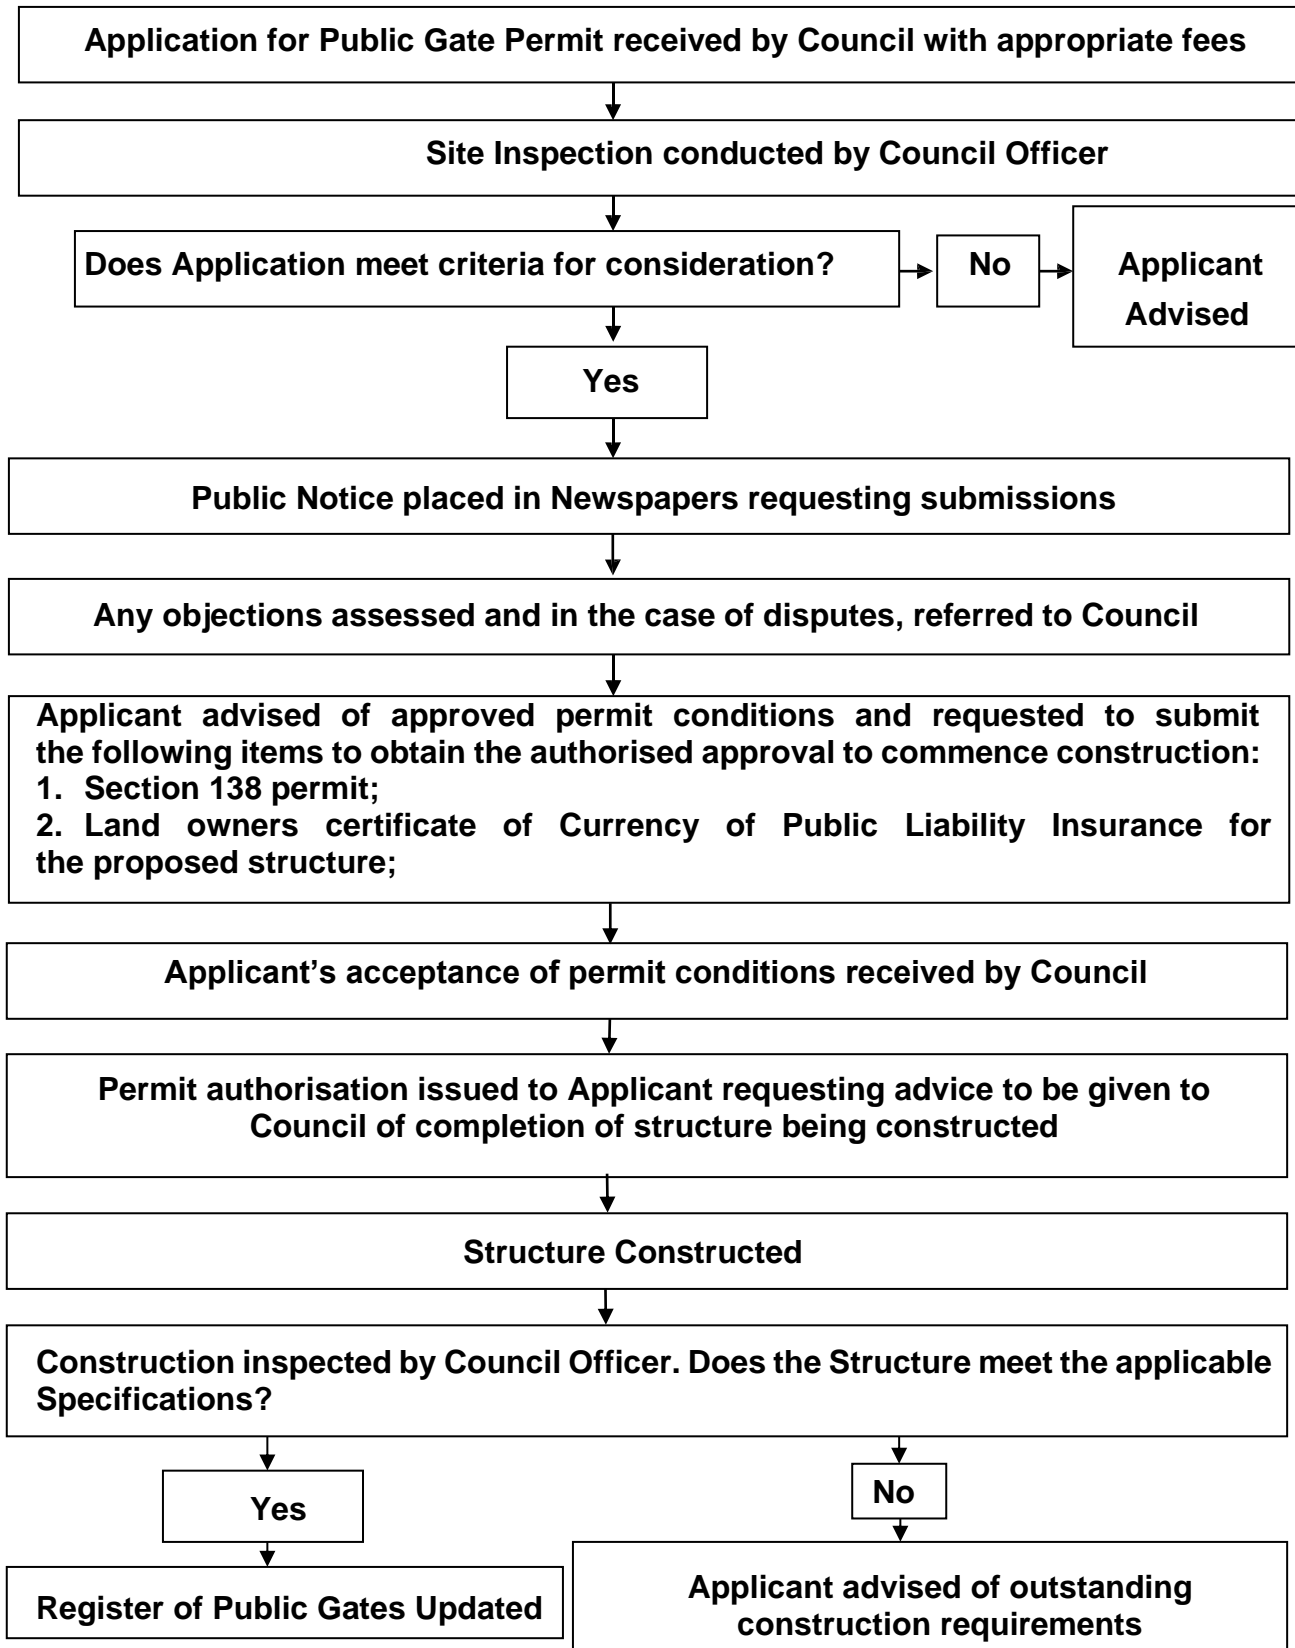 Application for Public Gate Permit received by Council with appropriate fees
Site Inspection conducted by Council Officer
Does Application meet criteria for consideration?
No
Applicant
Advised
Yes
Public Notice placed in Newspapers requesting submissions
Any objections assessed and in the case of disputes, referred to Council
Applicant advised of approved permit conditions and requested to submit
the following items to obtain the authorised approval to commence construction:
1. Section 138 permit;
2. Land owners certificate of Currency of Public Liability Insurance for
the proposed structure;
Applicant’s acceptance of permit conditions received by Council
Permit authorisation issued to Applicant requesting advice to be given to
Council of completion of structure being constructed
Structure Constructed
Construction inspected by Council Officer. Does the Structure meet the applicable
Specifications?
Yes
No
Register of Public Gates Updated
Applicant advised of outstanding
construction requirements